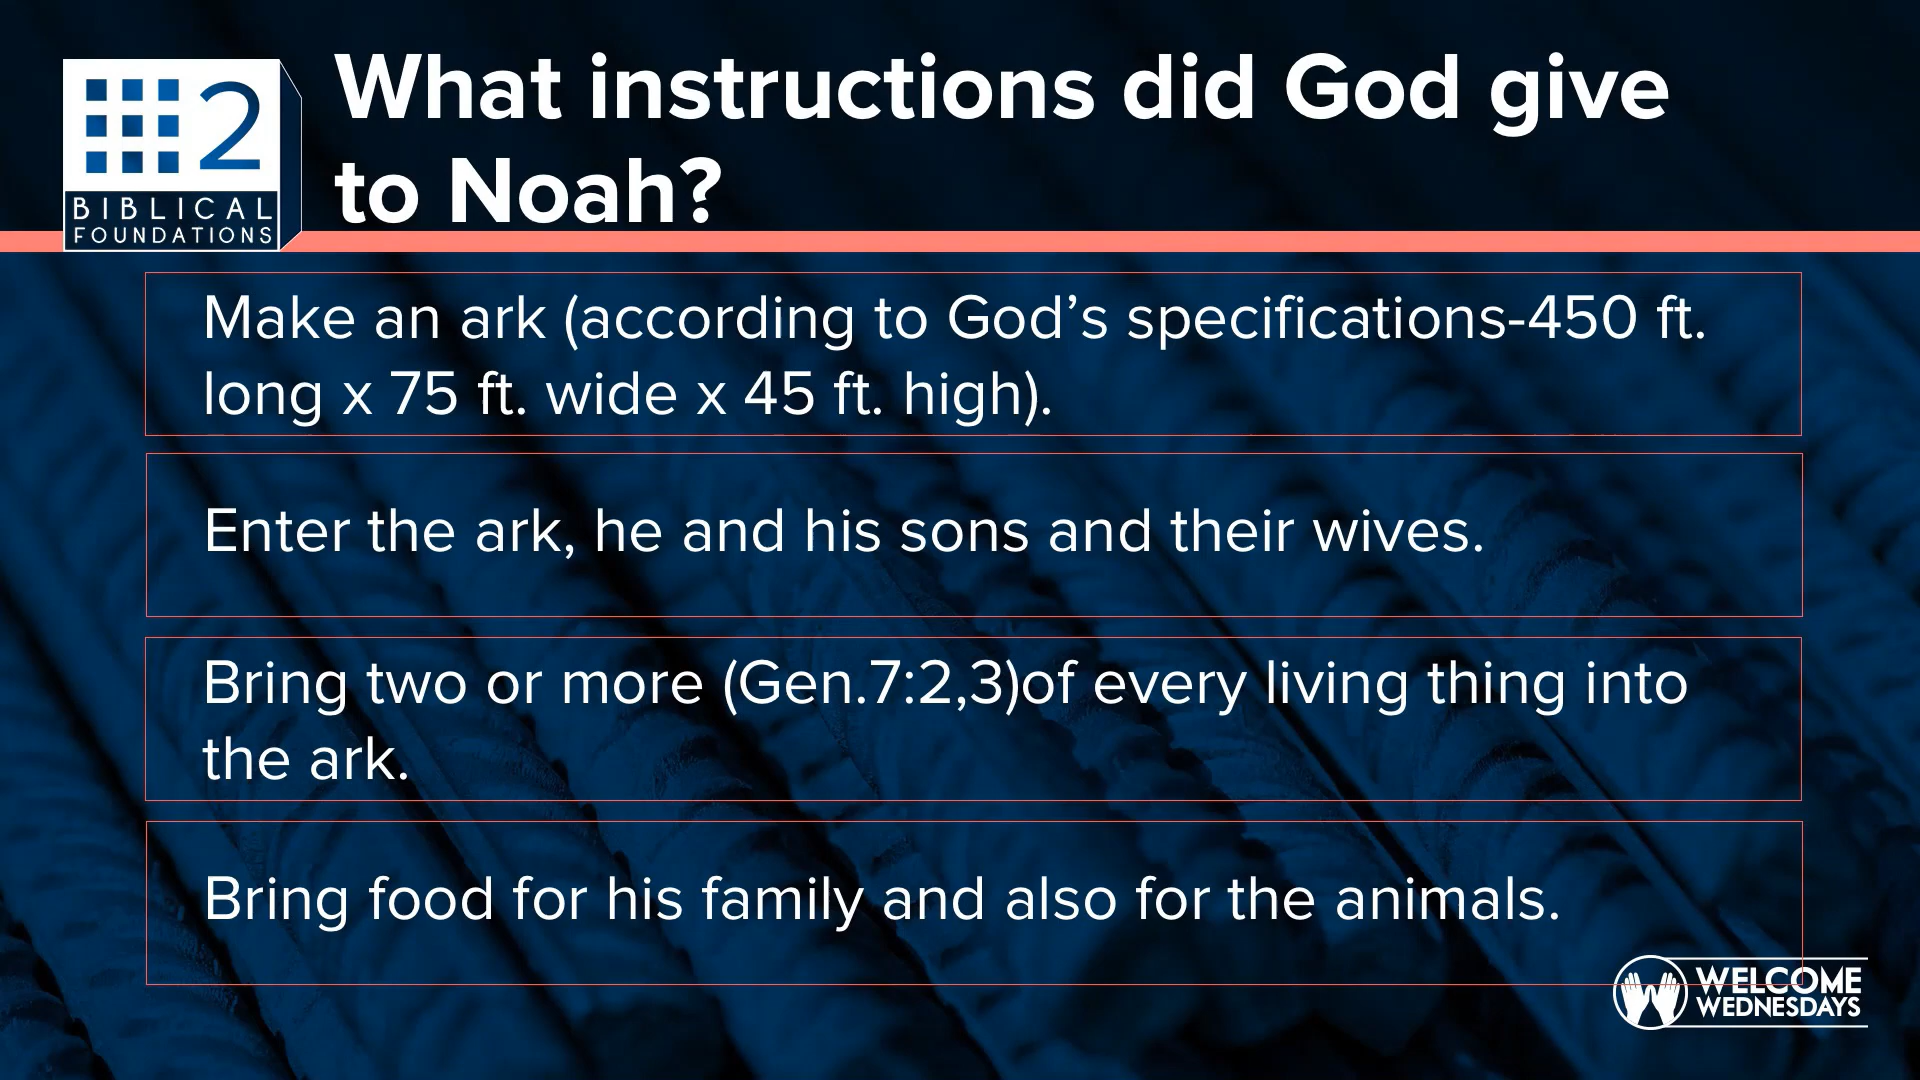 2
BIBLICAL
FOUNDATIONS
What instructions did God give
to Noah?
Make an ark (according to God’s specifications-450 ft.
long x 75 ft. wide x 45 ft. high).
Enter the ark, he and his sons and their wives.
Bring two or more (Gen.7:2,3)of every living thing into
the ark.
Bring food for his family and also for the animals.
WELCOME
WEDNESDAYS